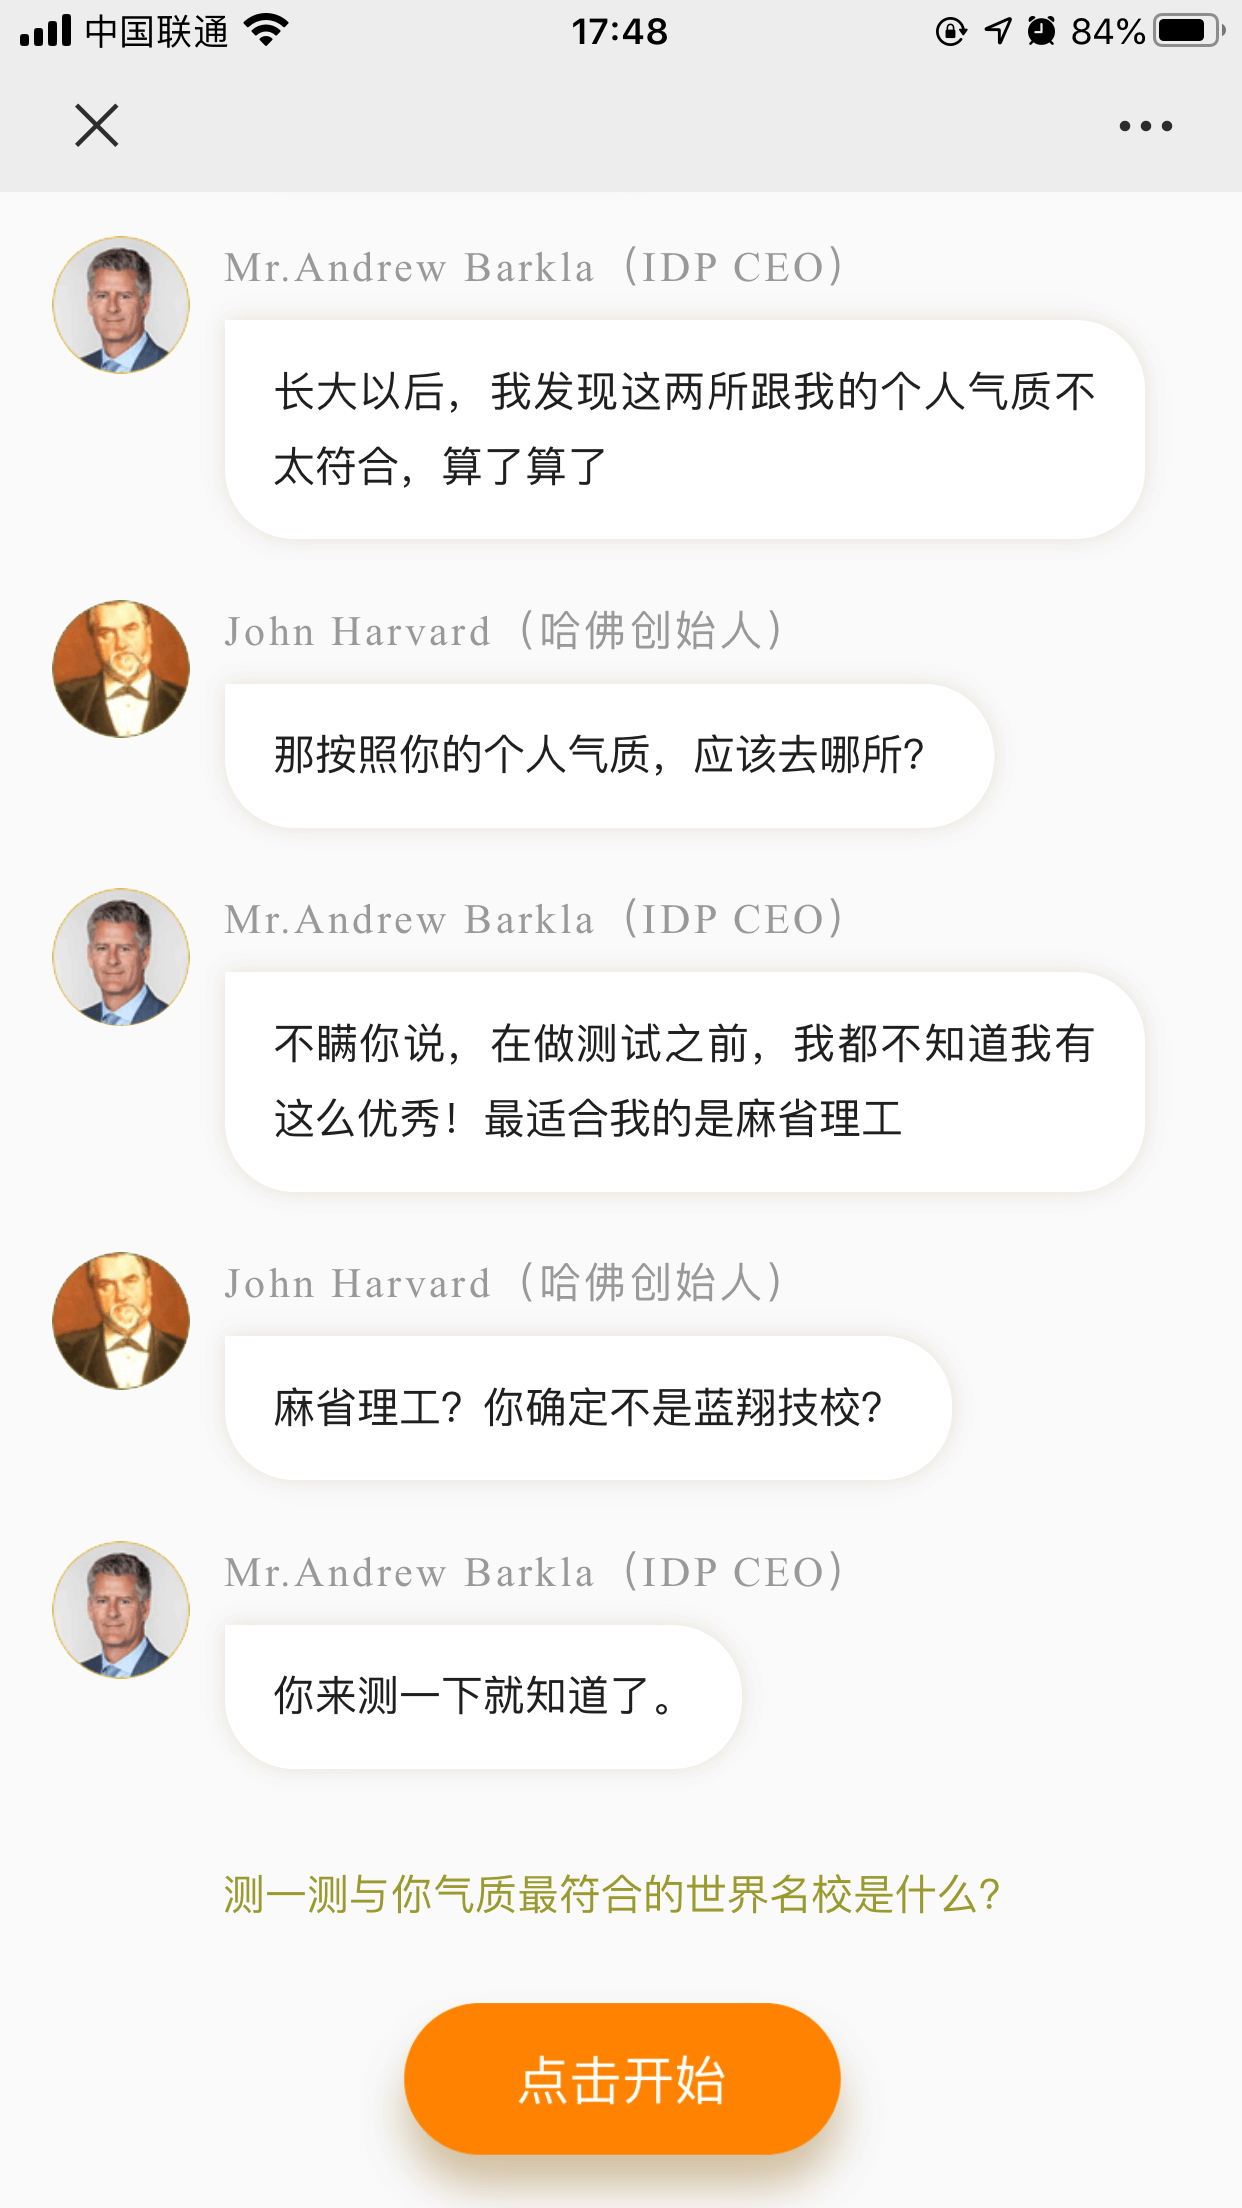 中国联通
17:48
84%
Mr.Andrew Barkla（IDP CEO）
长大以后，我发现这两所跟我的个人气质不
太符合，算了算了
John Harvard（哈佛创始人）
那按照你的个人气质，应该去哪所？
Mr.Andrew Barkla（IDP CEO）
不瞒你说，在做测试之前，我都不知道我有
这么优秀！最适合我的是麻省理工
John Harvard（哈佛创始人）
麻省理工？你确定不是蓝翔技校？
Mr.Andrew Barkla（IDP CEO）
你来测一下就知道了。
测一测与你气质最符合的世界名校是什么？
点击开始